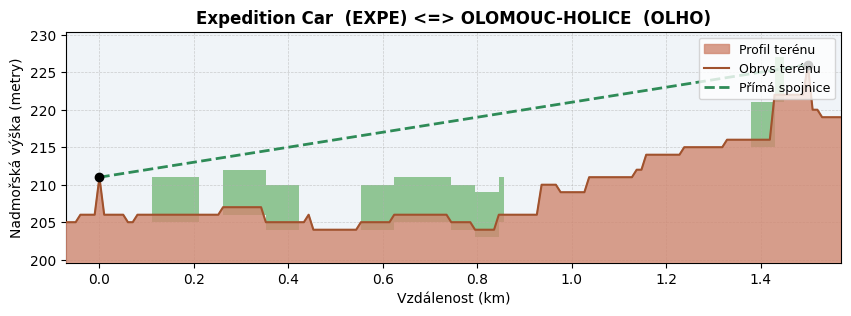 Expedition Car  (EXPE) <=> OLOMOUC-HOLICE  (OLHO)
Nadmořská výška (metry)
230
225
220
215
210
205
200
Profil terénu
Obrys terénu
Přímá spojnice
0.0 0.2 0.4 0.6 0.8 1.0 1.2 1.4
Vzdálenost (km)